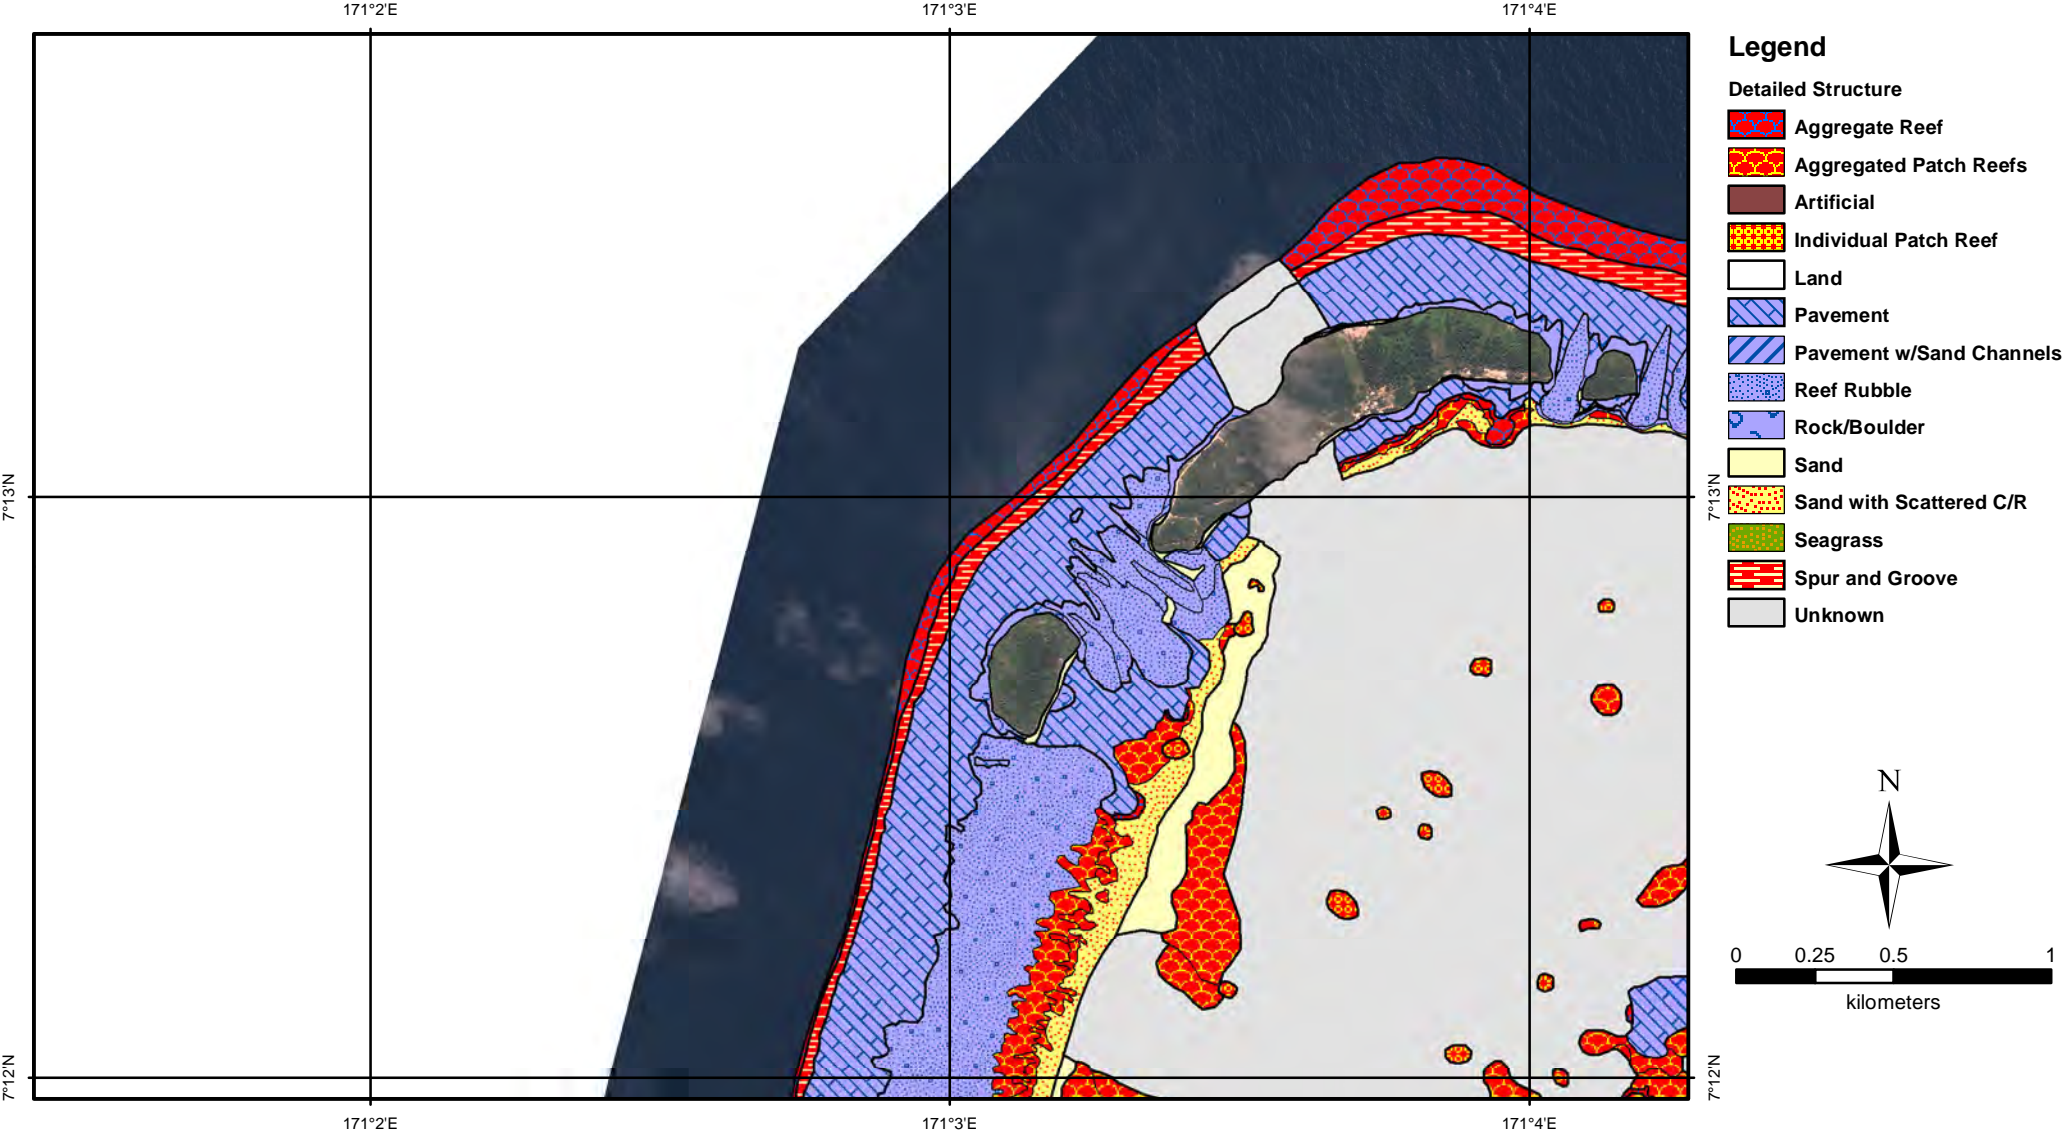 171°2'E 171°3'E 171°4'E
Legend
Detailed Structure
Aggregate Reef
Aggregated Patch Reefs
Artificial
Individual Patch Reef
Land
Pavement
Pavement w/Sand Channels
Reef Rubble
Rock/Boulder
Sand
Sand with Scattered C/R
Seagrass
Spur and Groove
Unknown
7°13'N 7°13'N
N
0 0.25 0.5 1
kilometers
7°12'N 7°12'N
171°2'E 171°3'E 171°4'E